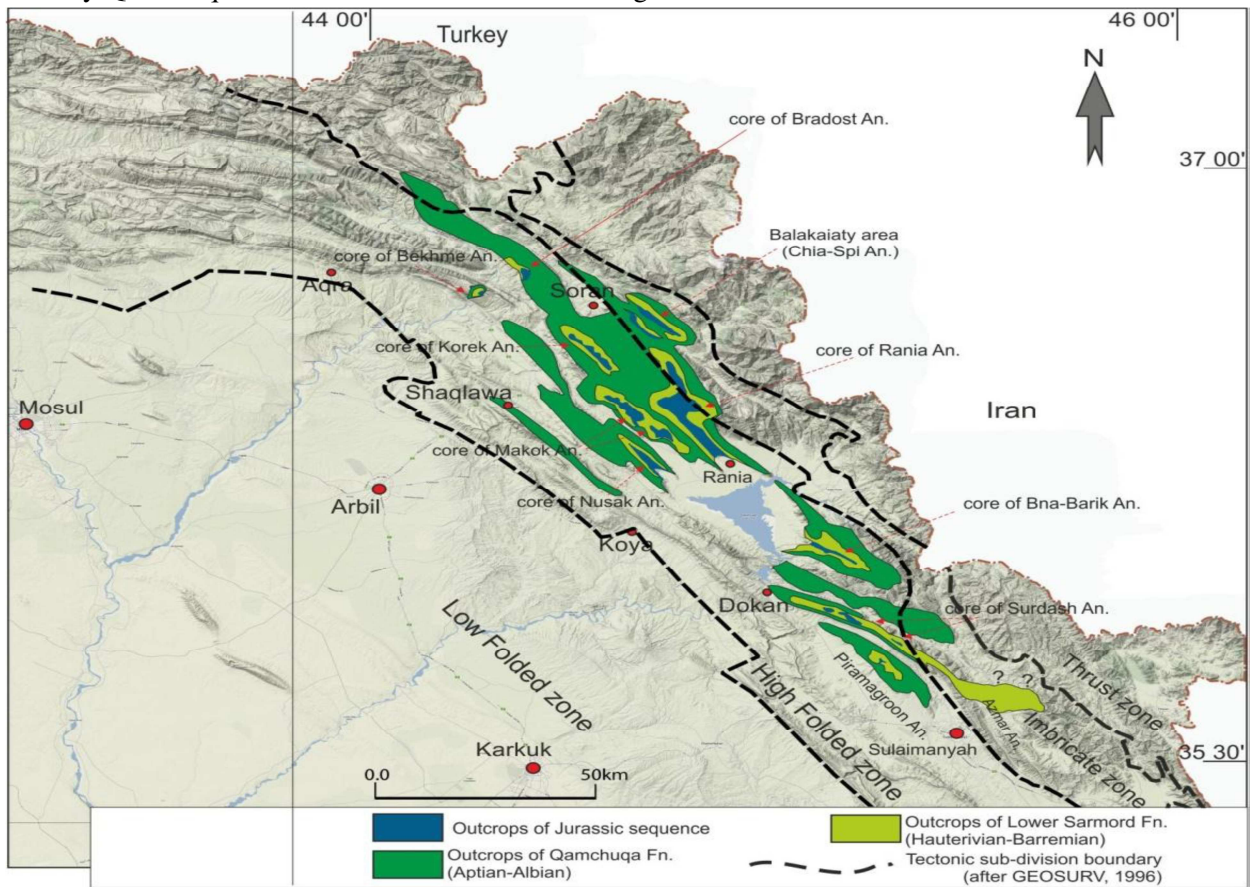 44 00'
46 00'
Turkey
N
core of Bradost An.
37 00'
Balakaiaty area
(Chia-Spi An.)
core of Bekhme An.
Aqra
Soran
core of Korek An.
core of Rania An.
Shaqlawa
Mosul
Iran
core of Makok An.
Rania
Arbil
core of Nusak An.
core of Bna-Barik An.
Koya
Dokan
core of Surdash An.
Low Folded zone
High Folded zone
Piramagroon An.
Azmar An.
? ?
Thrust zone
Imbricate zone
Sulaimanyah
35 30'
Karkuk
0.0
50km
Outcrops of Jurassic sequence
Outcrops of Lower Sarmord Fn.
(Hauterivian-Barremian)
Outcrops of Qamchuqa Fn.
(Aptian-Albian)
Tectonic sub-division boundary
(after GEOSURV, 1996)